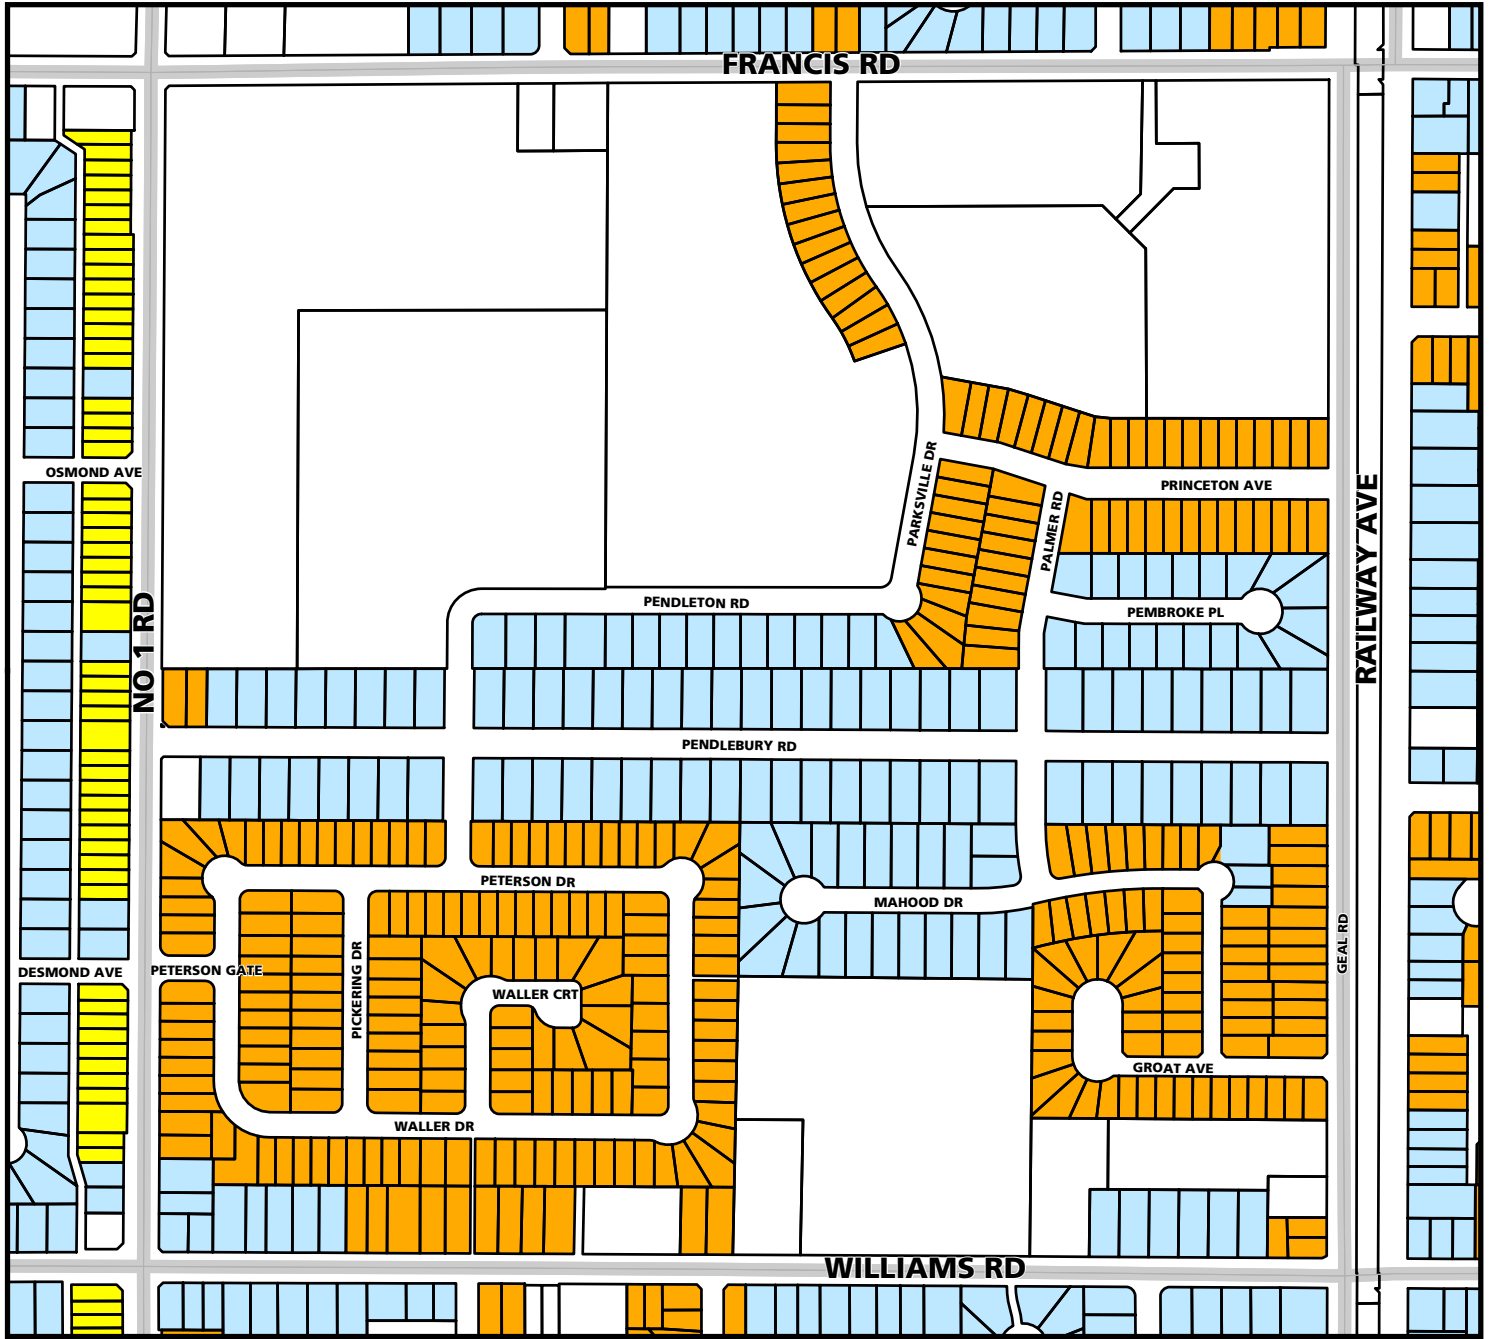 FRANCIS RD
OSMOND AVE
PARKSVILLE DR
PRINCETON AVE
PALMER RD
RAILWAY AVE
NO 1 RD
PENDLETON RD
PEMBROKE PL
PENDLEBURY RD
PETERSON DR
MAHOOD DR
GEAL RD
DESMOND AVE
PETERSON GATE
PICKERING DR
WALLER CRT
GROAT AVE
WALLER DR
WILLIAMS RD